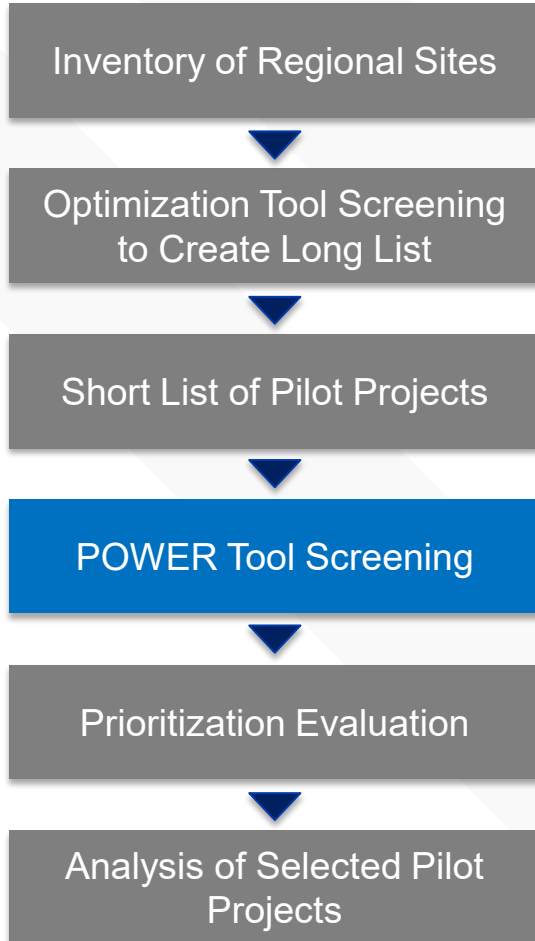 Inventory of Regional Sites
Optimization Tool Screening
to Create Long List
Short List of Pilot Projects
POWER Tool Screening
Prioritization Evaluation
Analysis of Selected Pilot
Projects